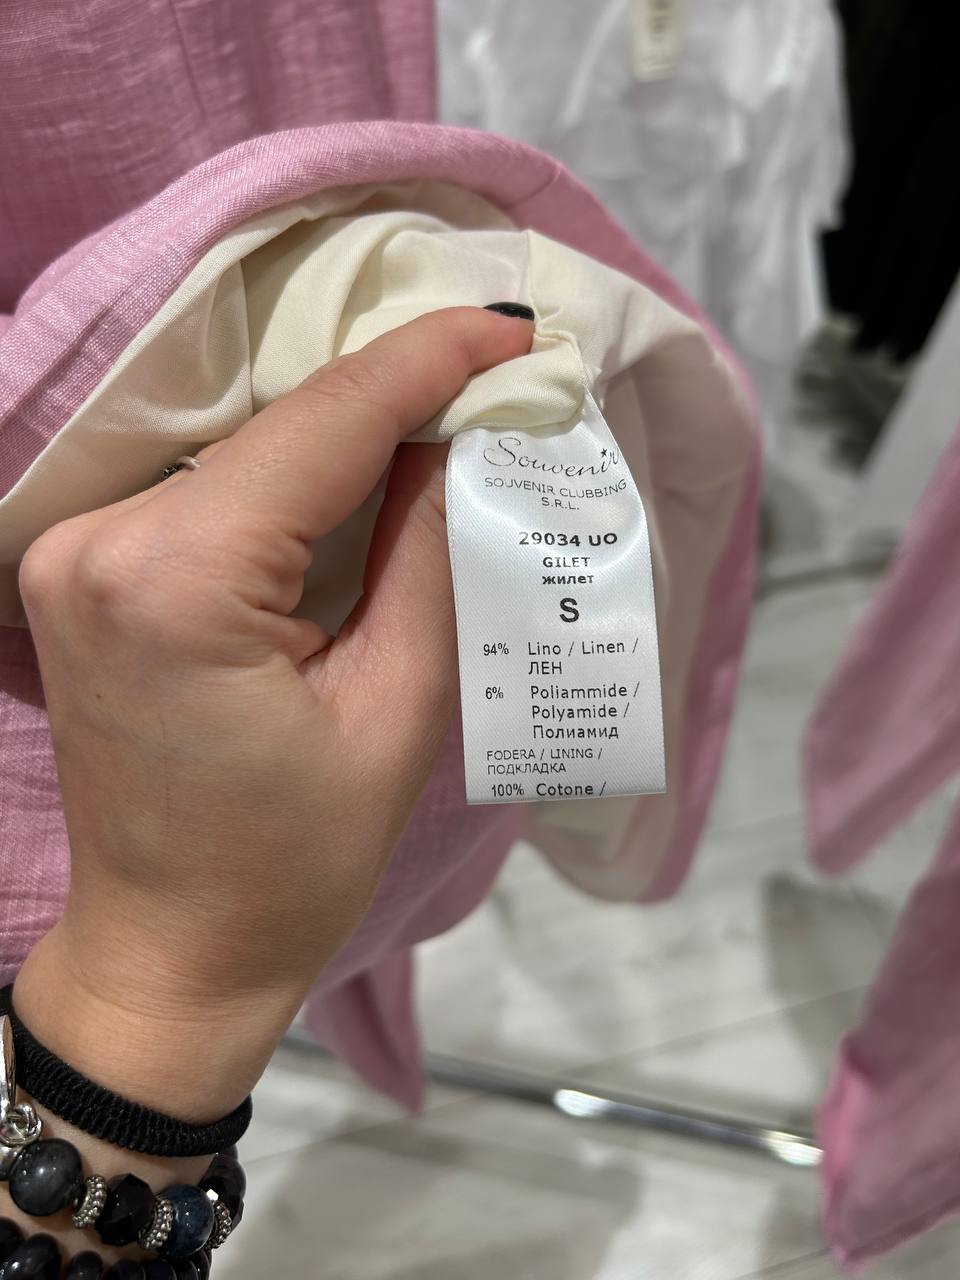 Souvenir
SOUVENIR CLUBBING
S.R.L.
29034 UO
GILET
жилет
S
94% Lino / Linen /
ЛЕН
6% Poliammide /
Polyamide /
Полиамид
FODERA / LINING /
ПОДКЛАДКА
100% Cotone /